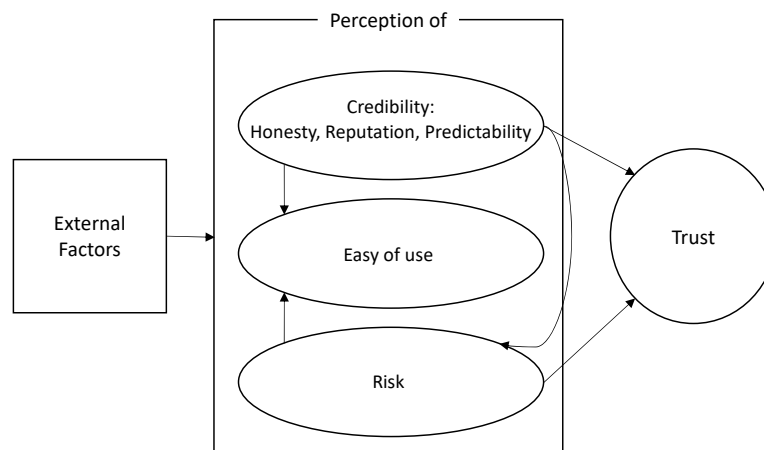 Perception of
Credibility:
Honesty, Reputation, Predictability
External
Factors
Easy of use
Trust
Risk